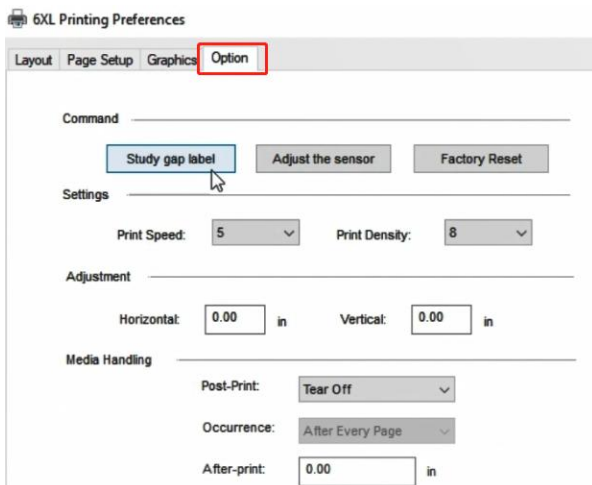 6XL Printing Preferences
Layout Page Setup Graphics Option
Command
Study gap label Adjust the sensor Factory Reset
Settings
Print Speed: 5 Print Density: 8
Adjustment
Horizontal: 0.00 in Vertical: 0.00 in
Media Handling
Post-Print: Tear Off
Occurrence: After Every Page
After-print: 0.00 in